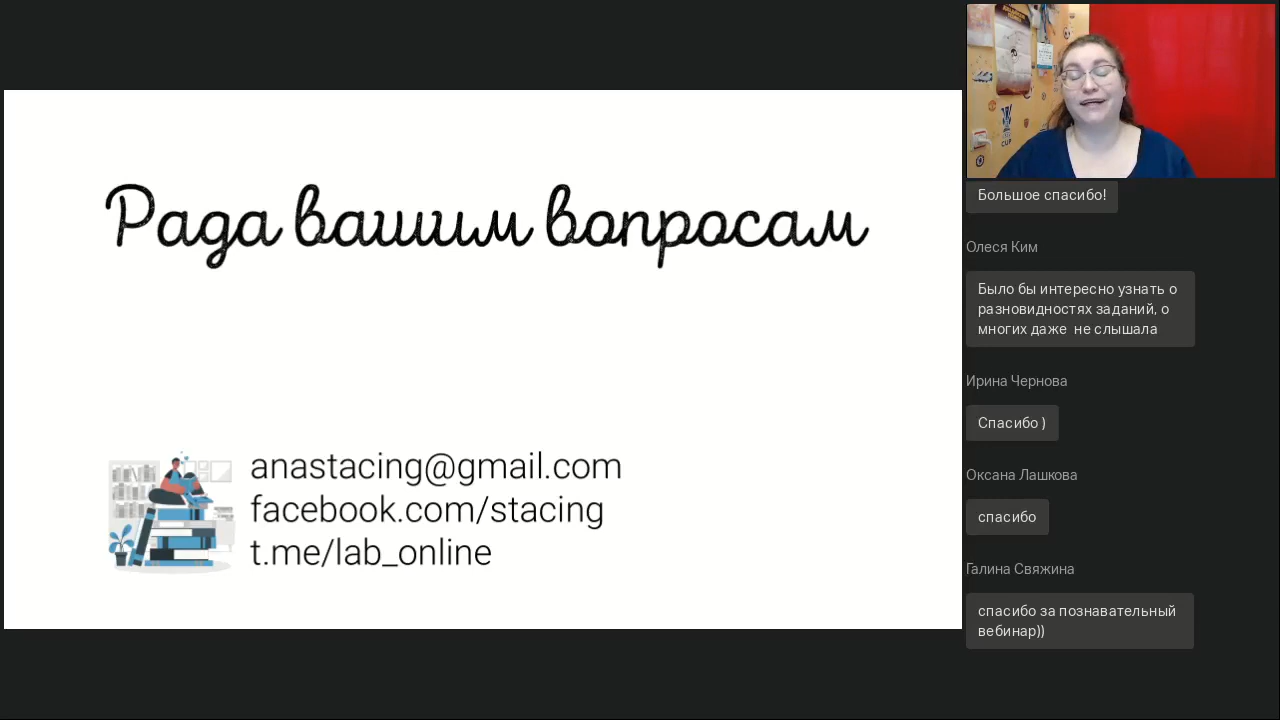 Рада вашим вопросам
anastacing@gmail.com
facebook.com/stacing
t.me/lab_online
CUP
Большое спасибо!
Олеся Ким
Было бы интересно узнать о
разновидностях заданий, о
многих даже не слышала
Ирина Чернова
Спасибо )
Оксана Лашкова
спасибо
Галина Свяжина
спасибо за познавательный
вебинар))